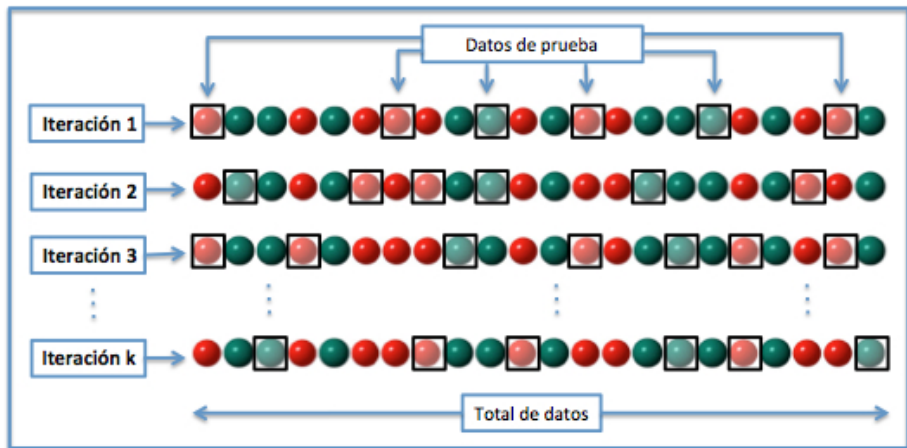 Datos de prueba
Iteración 1
Iteración 2
Iteración 3
Iteración k
Total de datos